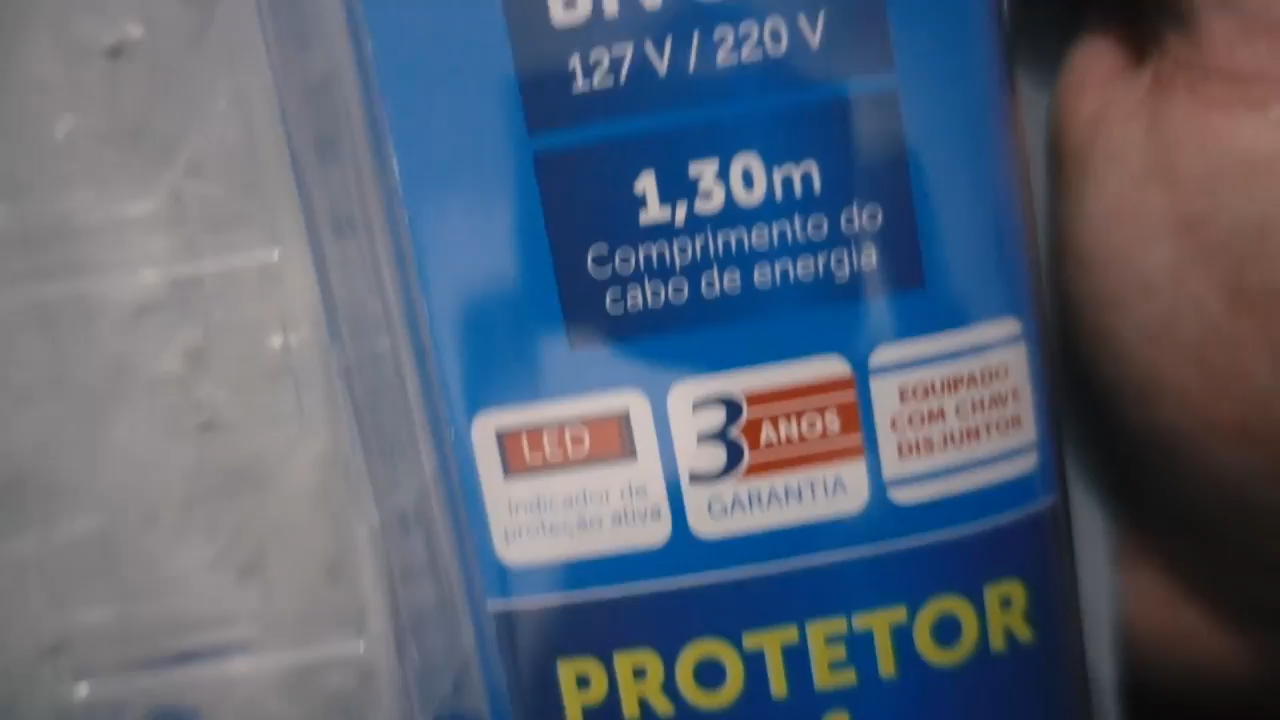 127 V / 220 V
1,30m
Comprimento do
cabo de energia
LED
Indicador de
proteção ativa
3 ANOS
GARANTIA
EQUIPADO
COM CHAVE
DISJUNTOR
PROTETOR